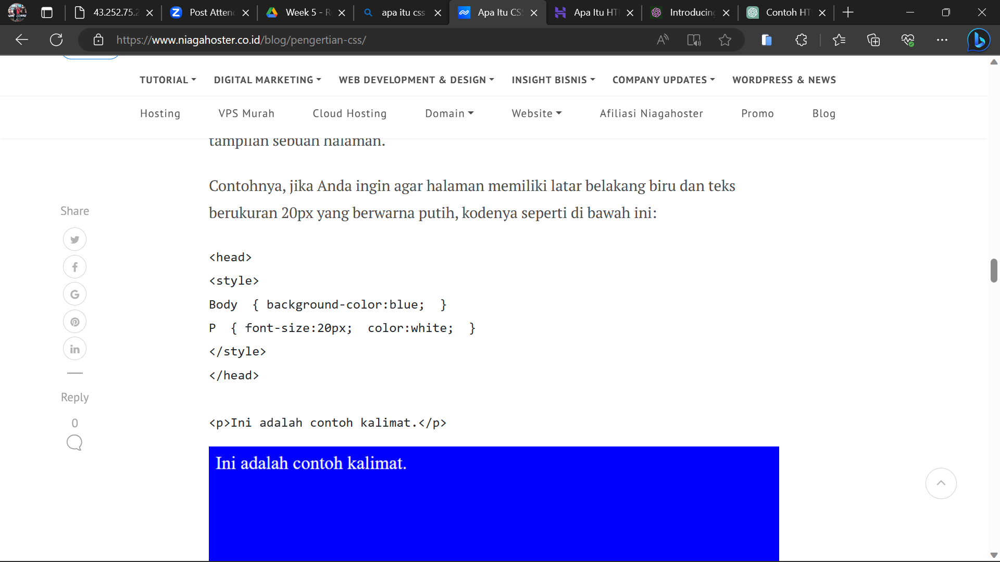 43.252.75.2
Post Atten
Week 5 - R
apa itu css
Apa Itu CS
Apa Itu HT
Introducing
Contoh HT
https://www.niagahoster.co.id/blog/pengertian-css/
TUTORIAL DIGITAL MARKETING WEB DEVELOPMENT & DESIGN INSIGHT BISNIS COMPANY UPDATES WORDPRESS & NEWS
Hosting VPS Murah Cloud Hosting Domain Website Afiliasi Niagahoster Promo Blog
tampilan sebuah halaman.
Contohnya, jika Anda ingin agar halaman memiliki latar belakang biru dan teks
berukuran 20px yang berwarna putih, kodenya seperti di bawah ini:
Share
<head>
<style>
Body { background-color:blue; }
P { font-size:20px; color:white; }
</style>
</head>
Reply
0
<p>Ini adalah contoh kalimat.</p>
Ini adalah contoh kalimat.